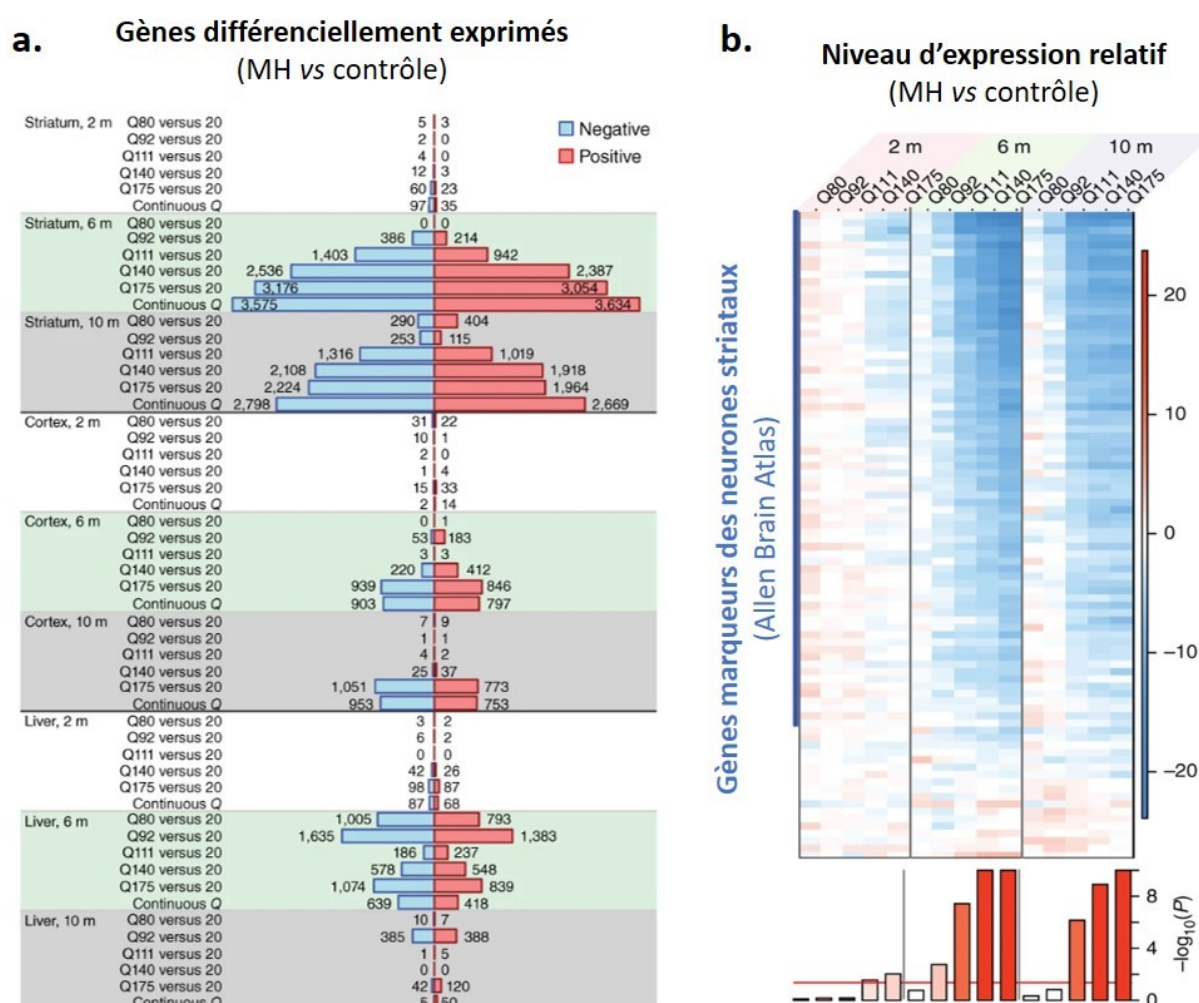 a.
Gènes différenciellement exprimés
(MH vs contrôle)
Negative
Positive
Striatum, 2 m Q80 versus 20 5 3
Q92 versus 20 2 0
Q111 versus 20 4 0
Q140 versus 20 12 3
Q175 versus 20 60 23
Continuous Q 97 35
Striatum, 6 m Q80 versus 20 0 0
Q92 versus 20 386 214
Q111 versus 20 1,403 942
Q140 versus 20 2,536 2,387
Q175 versus 20 3,176 3,054
Continuous Q 3,575 3,634
Striatum, 10 m Q80 versus 20 290 404
Q92 versus 20 253 115
Q111 versus 20 1,316 1,019
Q140 versus 20 2,108 1,918
Q175 versus 20 2,224 1,964
Continuous Q 2,798 2,669
Cortex, 2 m Q80 versus 20 31 22
Q92 versus 20 10 1
Q111 versus 20 2 0
Q140 versus 20 1 4
Q175 versus 20 15 33
Continuous Q 2 14
Cortex, 6 m Q80 versus 20 0 1
Q92 versus 20 53 183
Q111 versus 20 3 3
Q140 versus 20 220 412
Q175 versus 20 939 846
Continuous Q 903 797
Cortex, 10 m Q80 versus 20 7 9
Q92 versus 20 1 1
Q111 versus 20 4 2
Q140 versus 20 25 37
Q175 versus 20 1,051 773
Continuous Q 953 753
Liver, 2 m Q80 versus 20 3 2
Q92 versus 20 6 2
Q111 versus 20 0 0
Q140 versus 20 42 26
Q175 versus 20 98 87
Continuous Q 87 68
Liver, 6 m Q80 versus 20 1,005 793
Q92 versus 20 1,635 1,383
Q111 versus 20 186 237
Q140 versus 20 578 548
Q175 versus 20 1,074 839
Continuous Q 639 418
Liver, 10 m Q80 versus 20 10 7
Q92 versus 20 385 388
Q111 versus 20 1 5
Q140 versus 20 0 0
Q175 versus 20 42 120
Continuous Q 5 50
b.
Niveau d'expression relatif
(MH vs contrôle)
2 m 6 m 10 m
Q80 Q92 Q111 Q140 Q175 Q80 Q92 Q111 Q140 Q175 Q80 Q92 Q111 Q140 Q175
Gènes marqueurs des neurones striataux
(Allen Brain Atlas)
20
10
0
−10
−20
8
4
0
−log10(P)